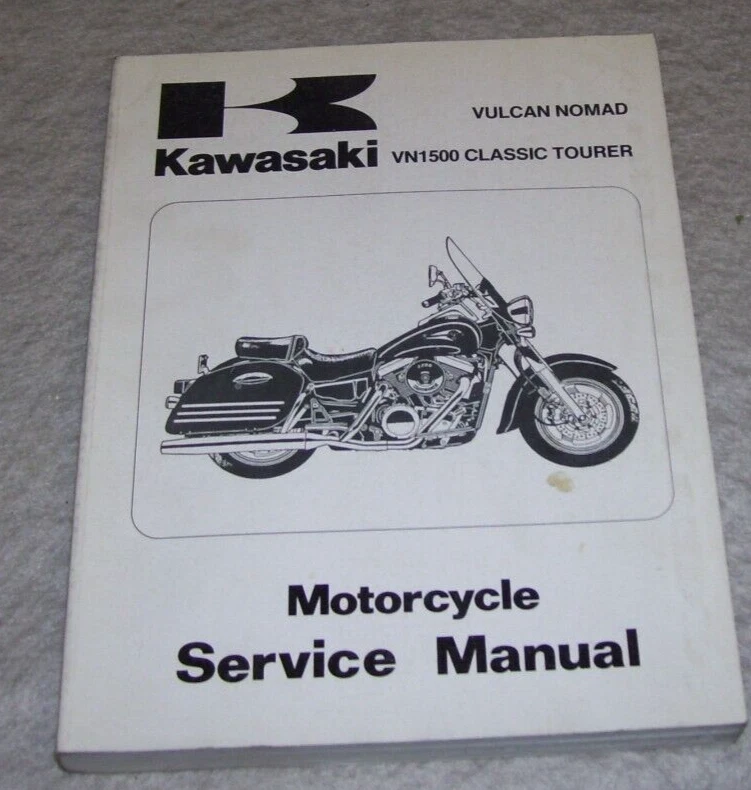 VULCAN NOMAD
Kawasaki VN1500 CLASSIC TOURER
Motorcycle
Service Manual